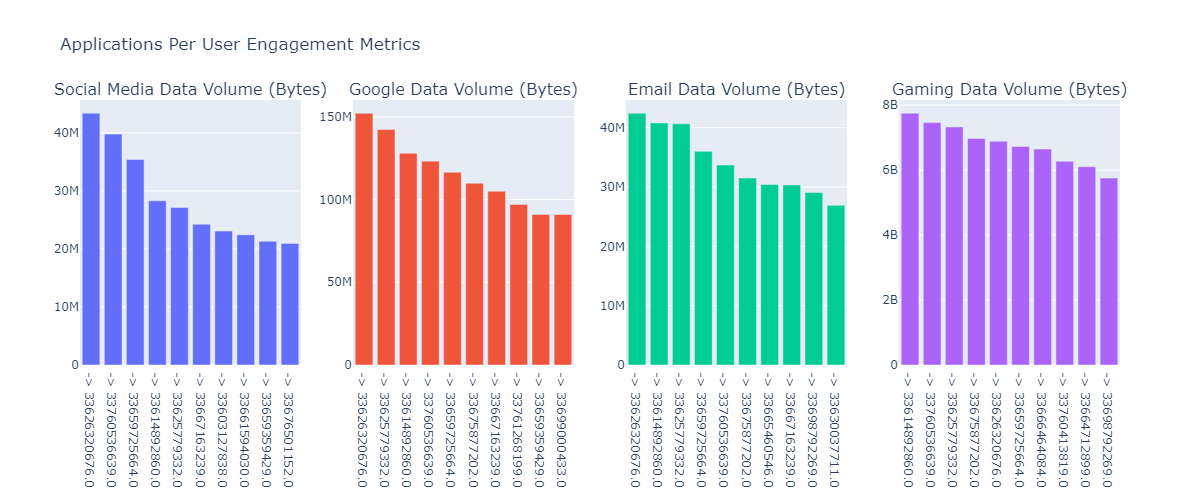 Applications Per User Engagement Metrics
Social Media Data Volume (Bytes)
40M
30M
20M
10M
0
-> 33626320676.0
-> 33760536639.0
-> 33659725664.0
-> 33614892860.0
-> 33625779332.0
-> 33667163239.0
-> 33603127838.0
-> 33661594030.0
-> 33659359429.0
-> 33676501152.0
Google Data Volume (Bytes)
150M
100M
50M
0
-> 33626320676.0
-> 33625779332.0
-> 33614892860.0
-> 33760536639.0
-> 33659725664.0
-> 33675877202.0
-> 33667163239.0
-> 33761268199.0
-> 33659359429.0
-> 33699000433.0
Email Data Volume (Bytes)
40M
30M
20M
10M
0
-> 33626320676.0
-> 33614892860.0
-> 33625779332.0
-> 33659725664.0
-> 33760536639.0
-> 33675877202.0
-> 33665460546.0
-> 33667163239.0
-> 33698792269.0
-> 33630037711.0
Gaming Data Volume (Bytes)
8B
6B
4B
2B
0
-> 33614892860.0
-> 33760536639.0
-> 33625779332.0
-> 33675877202.0
-> 33626320676.0
-> 33659725664.0
-> 33666464084.0
-> 33760413819.0
-> 33664712899.0
-> 33698792269.0